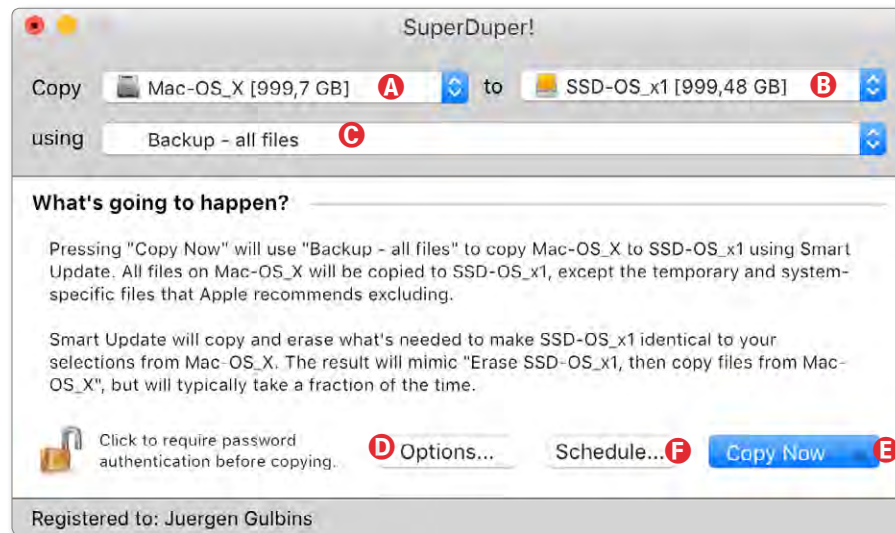 SuperDuper!
Copy Mac-OS_X [999,7 GB] A to SSD-OS_x1 [999,48 GB] B
using Backup - all files C
What's going to happen?
Pressing "Copy Now" will use "Backup - all files" to copy Mac-OS_X to SSD-OS_x1 using Smart
Update. All files on Mac-OS_X will be copied to SSD-OS_x1, except the temporary and system-
specific files that Apple recommends excluding.
Smart Update will copy and erase what's needed to make SSD-OS_x1 identical to your
selections from Mac-OS_X. The result will mimic "Erase SSD-OS_x1, then copy files from Mac-
OS_X", but will typically take a fraction of the time.
Click to require password
authentication before copying.
D Options... Schedule... F Copy Now E
Registered to: Juergen Gulbins